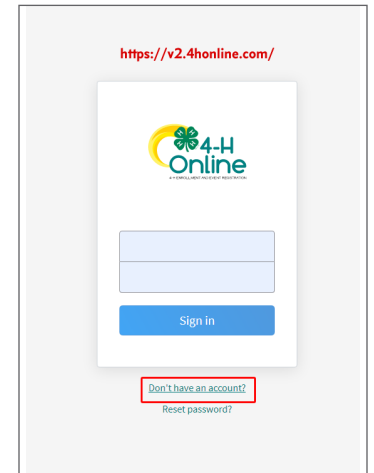 https://v2.4honline.com/
4-H
Online
4-H ENROLLMENT AND EVENT REGISTRATION
Sign in
Don't have an account?
Reset password?